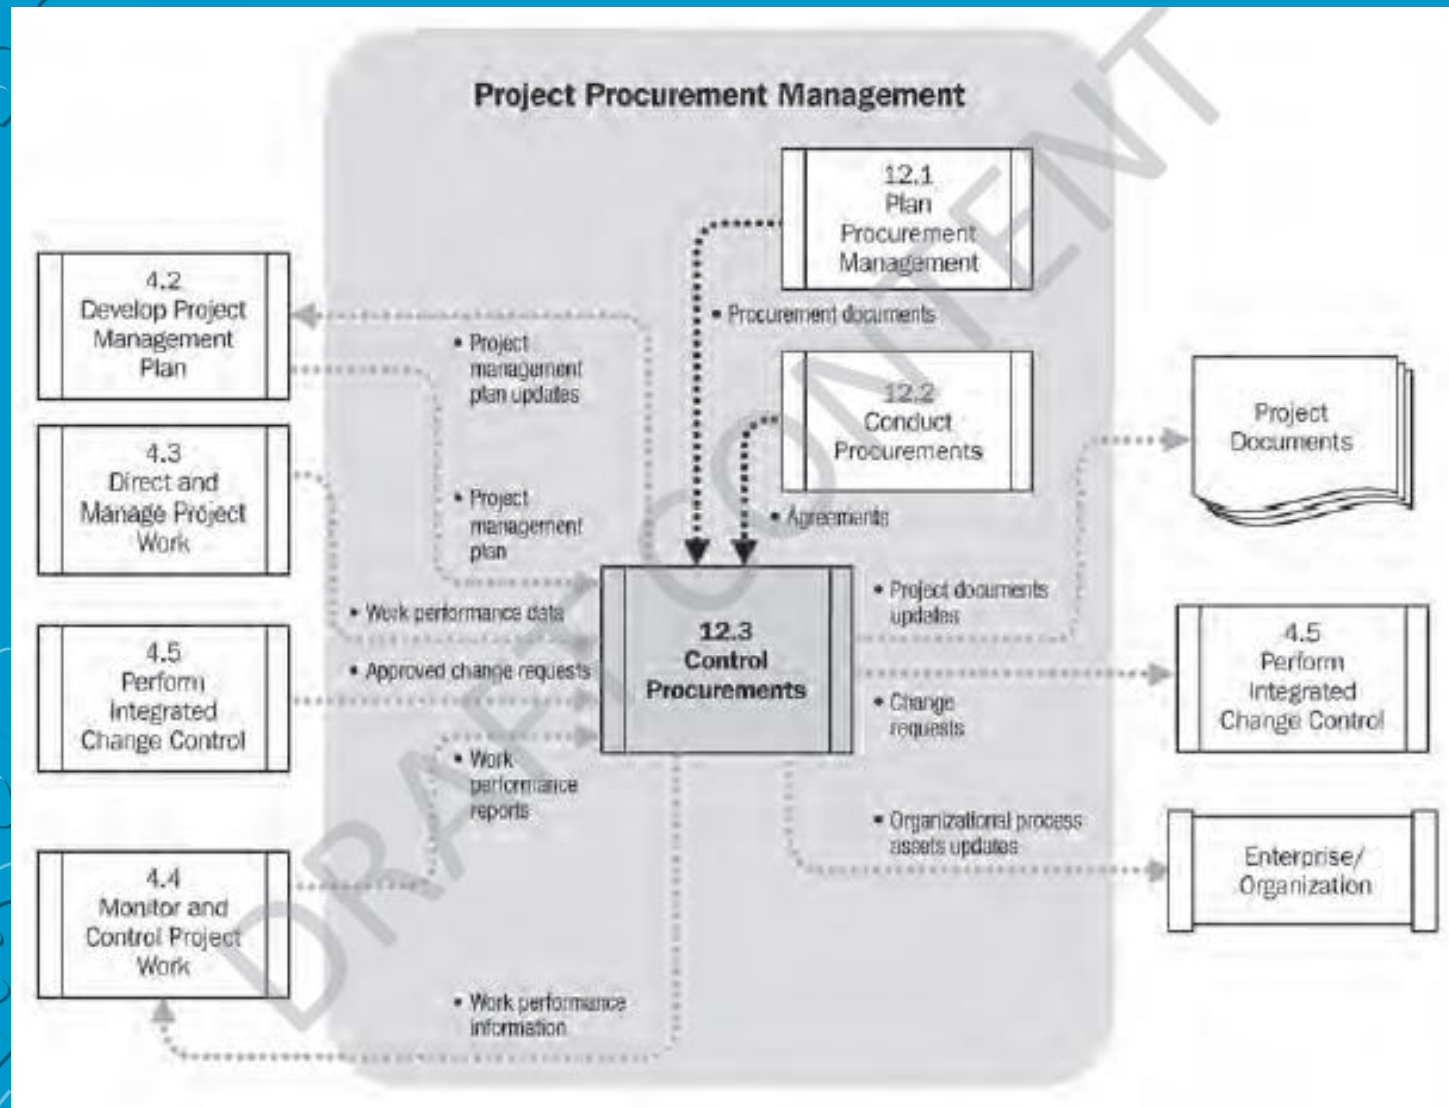 Project Procurement Management
12.1
Plan
Procurement
Management
• Procurement documents
4.2
Develop Project
Management
Plan
• Project
management
plan updates
12.2
Conduct
Procurements
• Agreements
Project
Documents
4.3
Direct and
Manage Project
Work
• Project
management
plan
• Work performance data
• Project documents
updates
12.3
Control
Procurements
4.5
Perform
Integrated
Change Control
• Approved change requests
• Change
requests
4.5
Perform
Integrated
Change Control
• Work
performance
reports
• Organizational process
assets updates
Enterprise/
Organization
4.4
Monitor and
Control Project
Work
• Work performance
information
DRAFT CONTENT